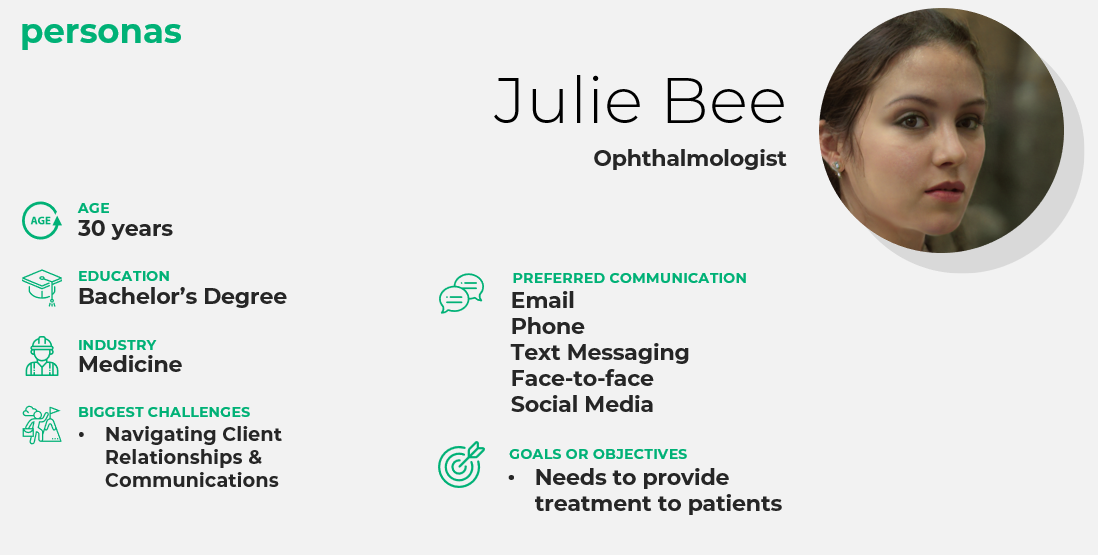 personas
Julie Bee
Ophthalmologist
AGE
AGE
30 years
EDUCATION
Bachelor’s Degree
INDUSTRY
Medicine
BIGGEST CHALLENGES
• Navigating Client
Relationships &
Communications
PREFERRED COMMUNICATION
Email
Phone
Text Messaging
Face-to-face
Social Media
GOALS OR OBJECTIVES
• Needs to provide
treatment to patients